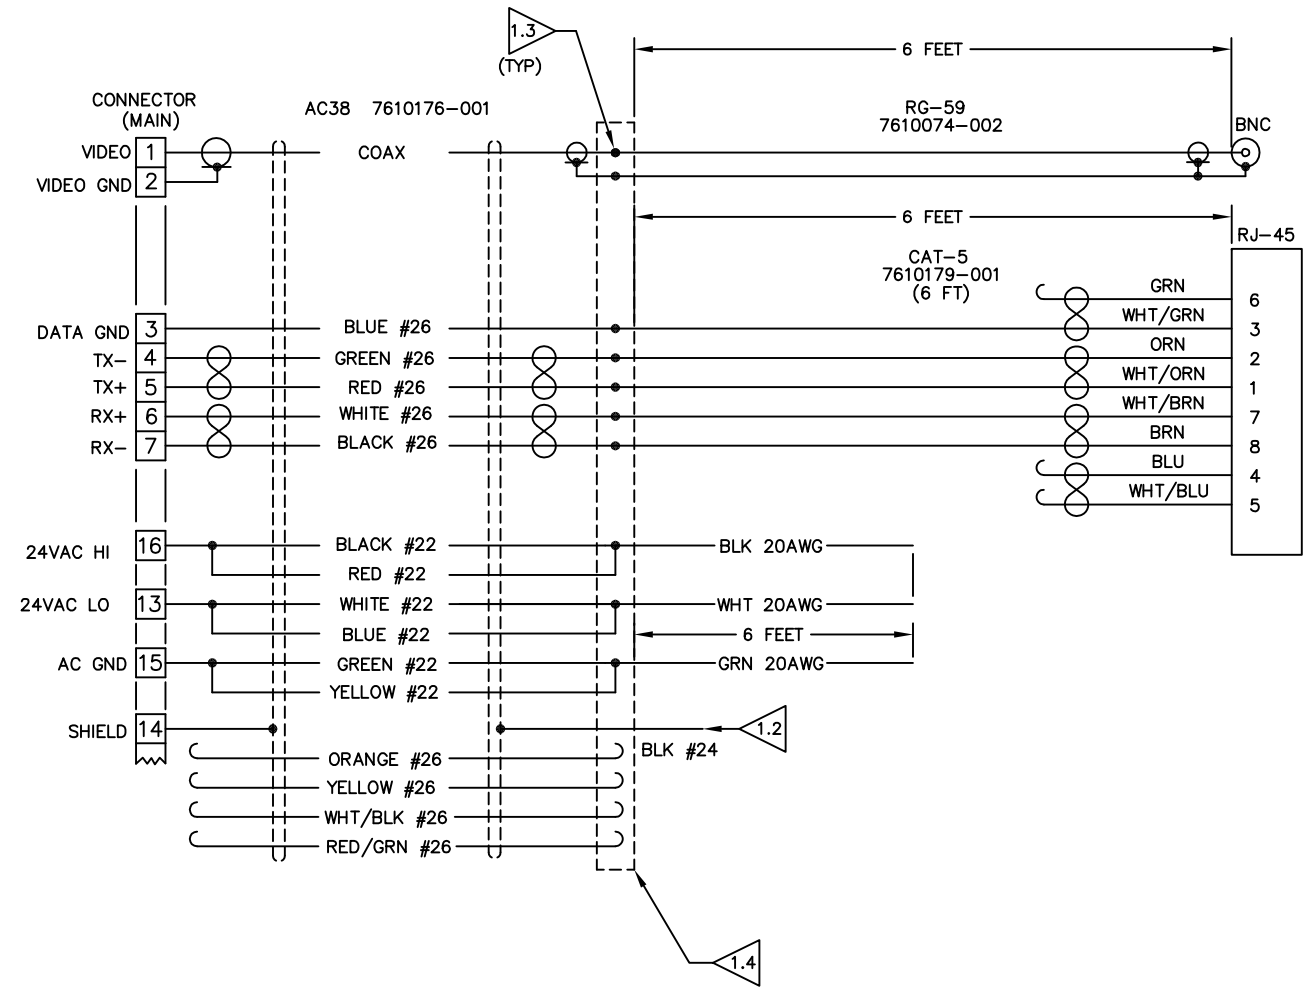 1.3
(TYP)
6 FEET
CONNECTOR
(MAIN)
AC38 7610176-001
RG-59
7610074-002
BNC
VIDEO 1 COAX
VIDEO GND 2
6 FEET
RJ-45
CAT-5
7610179-001
(6 FT)
GRN 6
DATA GND 3 BLUE #26 WHT/GRN 3
TX- 4 GREEN #26 ORN 2
TX+ 5 RED #26 WHT/ORN 1
RX+ 6 WHITE #26 WHT/BRN 7
RX- 7 BLACK #26 BRN 8
BLU 4
WHT/BLU 5
24VAC HI 16 BLACK #22 BLK 20AWG
RED #22
24VAC LO 13 WHITE #22 WHT 20AWG
BLUE #22 6 FEET
AC GND 15 GREEN #22 GRN 20AWG
YELLOW #22
SHIELD 14 1.2
BLK #24
ORANGE #26
YELLOW #26
WHT/BLK #26
RED/GRN #26
1.4